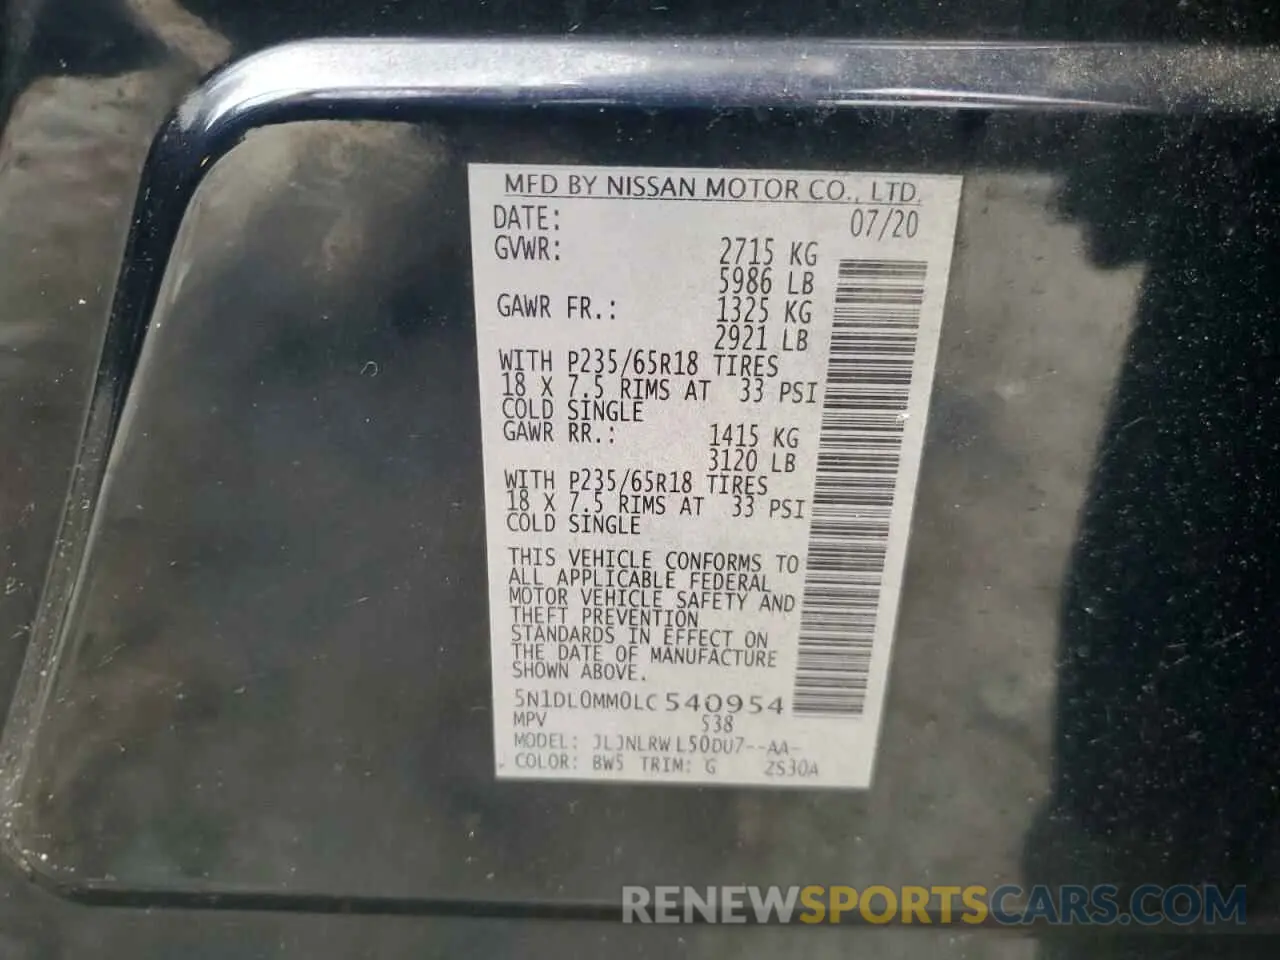 MFD BY NISSAN MOTOR CO., LTD.
DATE: 07/20
GVWR: 2715 KG
5986 LB
GAWR FR.: 1325 KG
2921 LB
WITH P235/65R18 TIRES
18 X 7.5 RIMS AT 33 PSI
COLD SINGLE
GAWR RR.: 1415 KG
3120 LB
WITH P235/65R18 TIRES
18 X 7.5 RIMS AT 33 PSI
COLD SINGLE
THIS VEHICLE CONFORMS TO
ALL APPLICABLE FEDERAL
MOTOR VEHICLE SAFETY AND
THEFT PREVENTION
STANDARDS IN EFFECT ON
THE DATE OF MANUFACTURE
SHOWN ABOVE.
5N1DL0MM0LC540954
MPV S38
MODEL: JLJNLRWL50DU7--AA-
COLOR: BW5 TRIM: G 2S30A
RENEWSPORTSCARS.COM